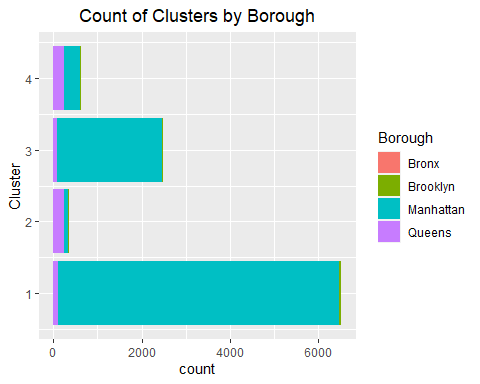 Count of Clusters by Borough
Cluster
4
3
2
1
0
2000
4000
6000
count
Borough
Bronx
Brooklyn
Manhattan
Queens